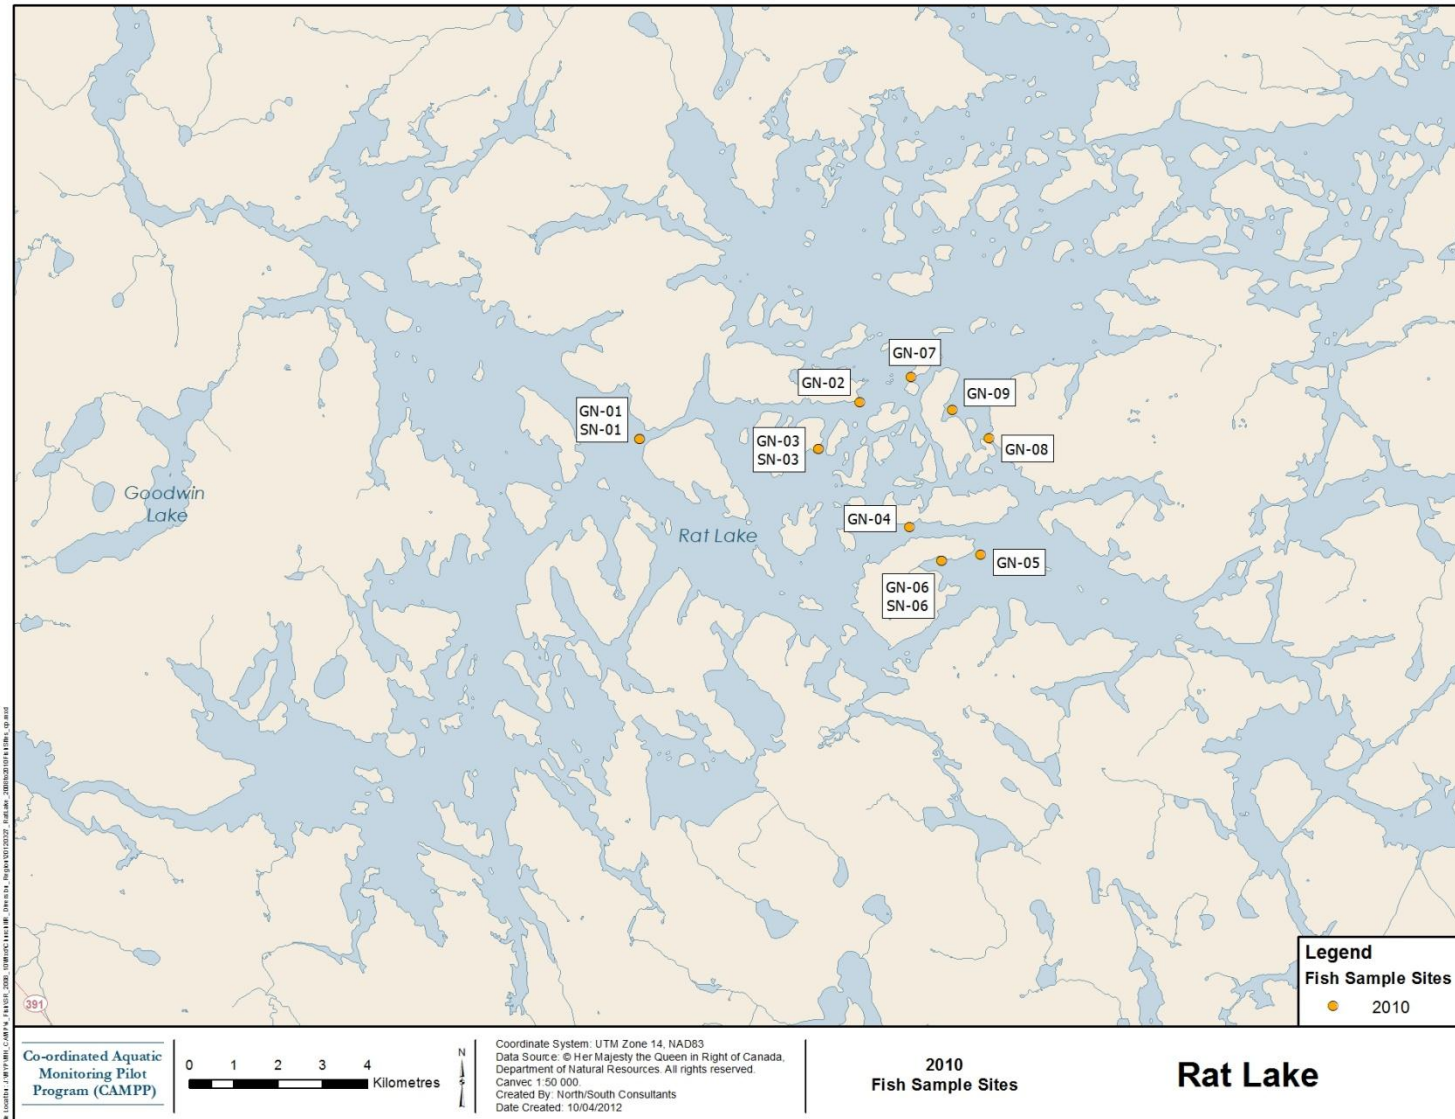 GN-07
GN-02
GN-09
GN-01
SN-01
GN-03
SN-03
GN-08
Goodwin
Lake
GN-04
Rat Lake
GN-05
GN-06
SN-06
391
Legend
Fish Sample Sites
2010
Co-ordinated Aquatic
Monitoring Pilot
Program (CAMPP)
0 1 2 3 4
Kilometres
N
Coordinate System: UTM Zone 14, NAD83
Data Source: © Her Majesty the Queen in Right of Canada,
Department of Natural Resources. All rights reserved.
Canvec 1:50 000.
Created By: North/South Consultants
Date Created: 10/04/2012
2010
Fish Sample Sites
Rat Lake